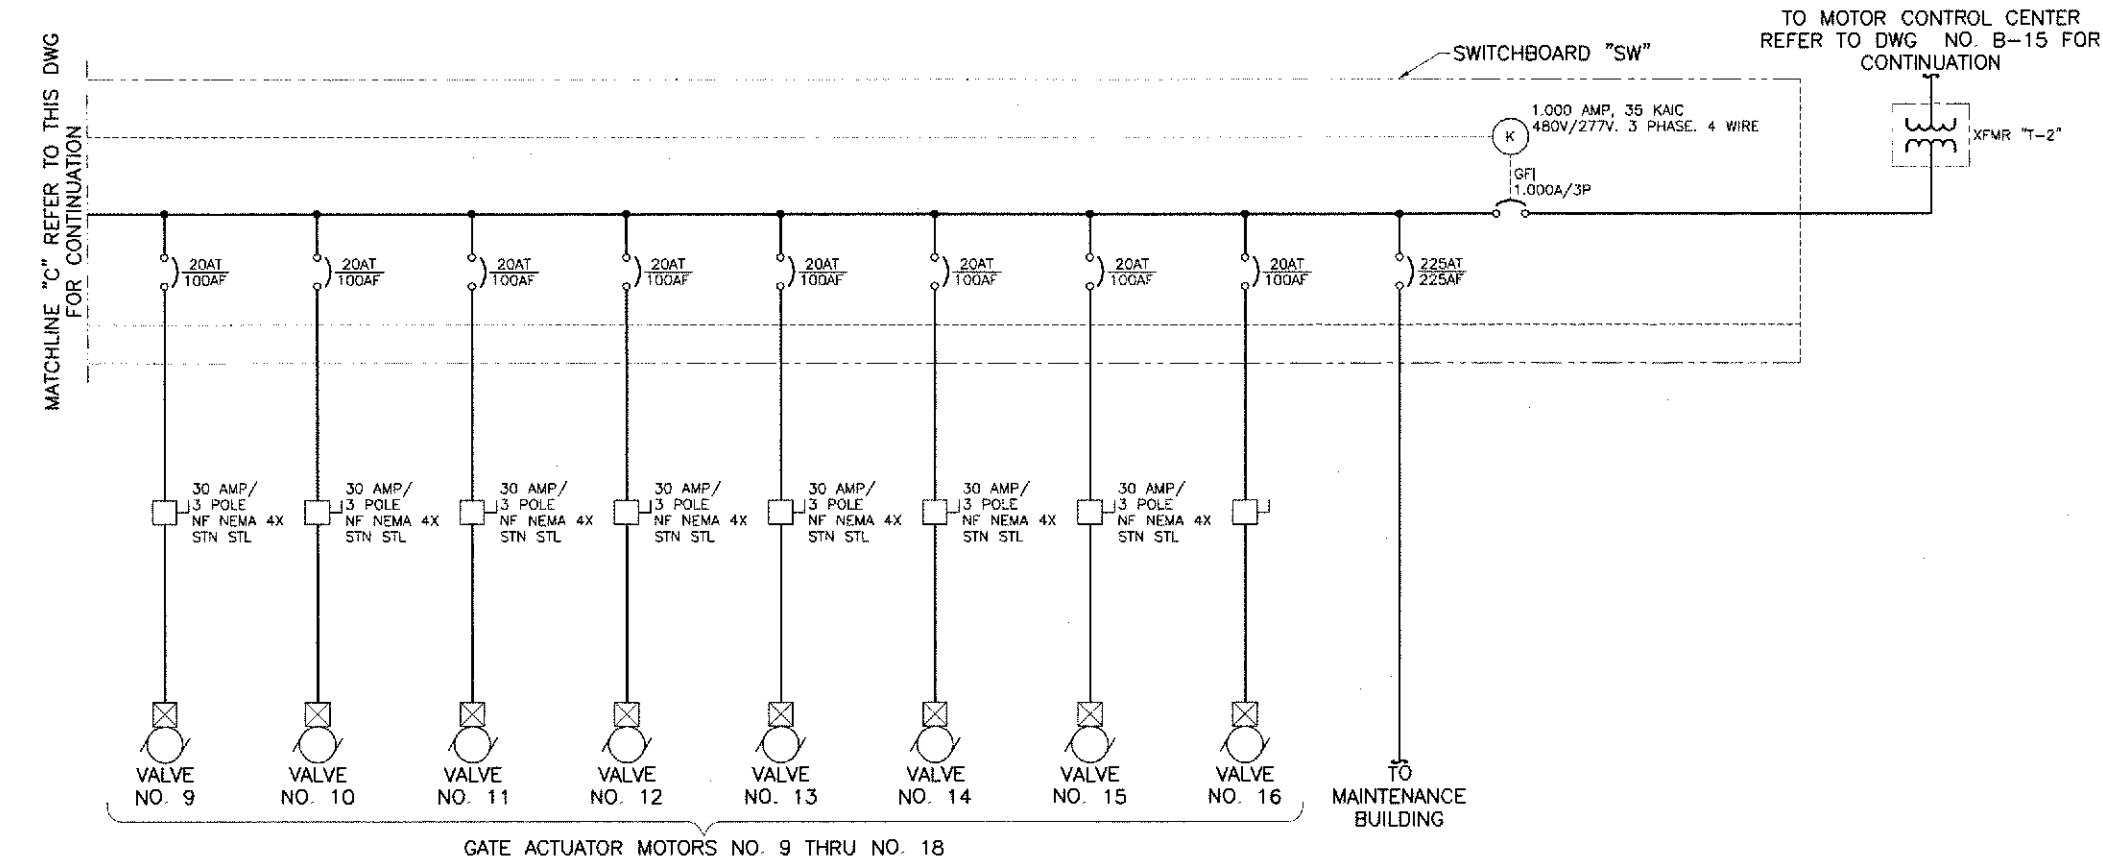 TO MOTOR CONTROL CENTER
REFER TO DWG NO. B-15 FOR
CONTINUATION
SWITCHBOARD "SW"
MATCHLINE "C" REFER TO THIS DWG
FOR CONTINUATION
1.000 AMP, 35 KAIC
480V/277V. 3 PHASE. 4 WIRE
K
XFMR "T-2"
GFI
1.000A/3P
20AT
100AF
20AT
100AF
20AT
100AF
20AT
100AF
20AT
100AF
20AT
100AF
20AT
100AF
20AT
100AF
225AT
225AF
30 AMP/
3 POLE
NF NEMA 4X
STN STL
30 AMP/
3 POLE
NF NEMA 4X
STN STL
30 AMP/
3 POLE
NF NEMA 4X
STN STL
30 AMP/
3 POLE
NF NEMA 4X
STN STL
30 AMP/
3 POLE
NF NEMA 4X
STN STL
30 AMP/
3 POLE
NF NEMA 4X
STN STL
30 AMP/
3 POLE
NF NEMA 4X
STN STL
VALVE
NO. 9
VALVE
NO. 10
VALVE
NO. 11
VALVE
NO. 12
VALVE
NO. 13
VALVE
NO. 14
VALVE
NO. 15
VALVE
NO. 16
TO
MAINTENANCE
BUILDING
GATE ACTUATOR MOTORS NO. 9 THRU NO. 18